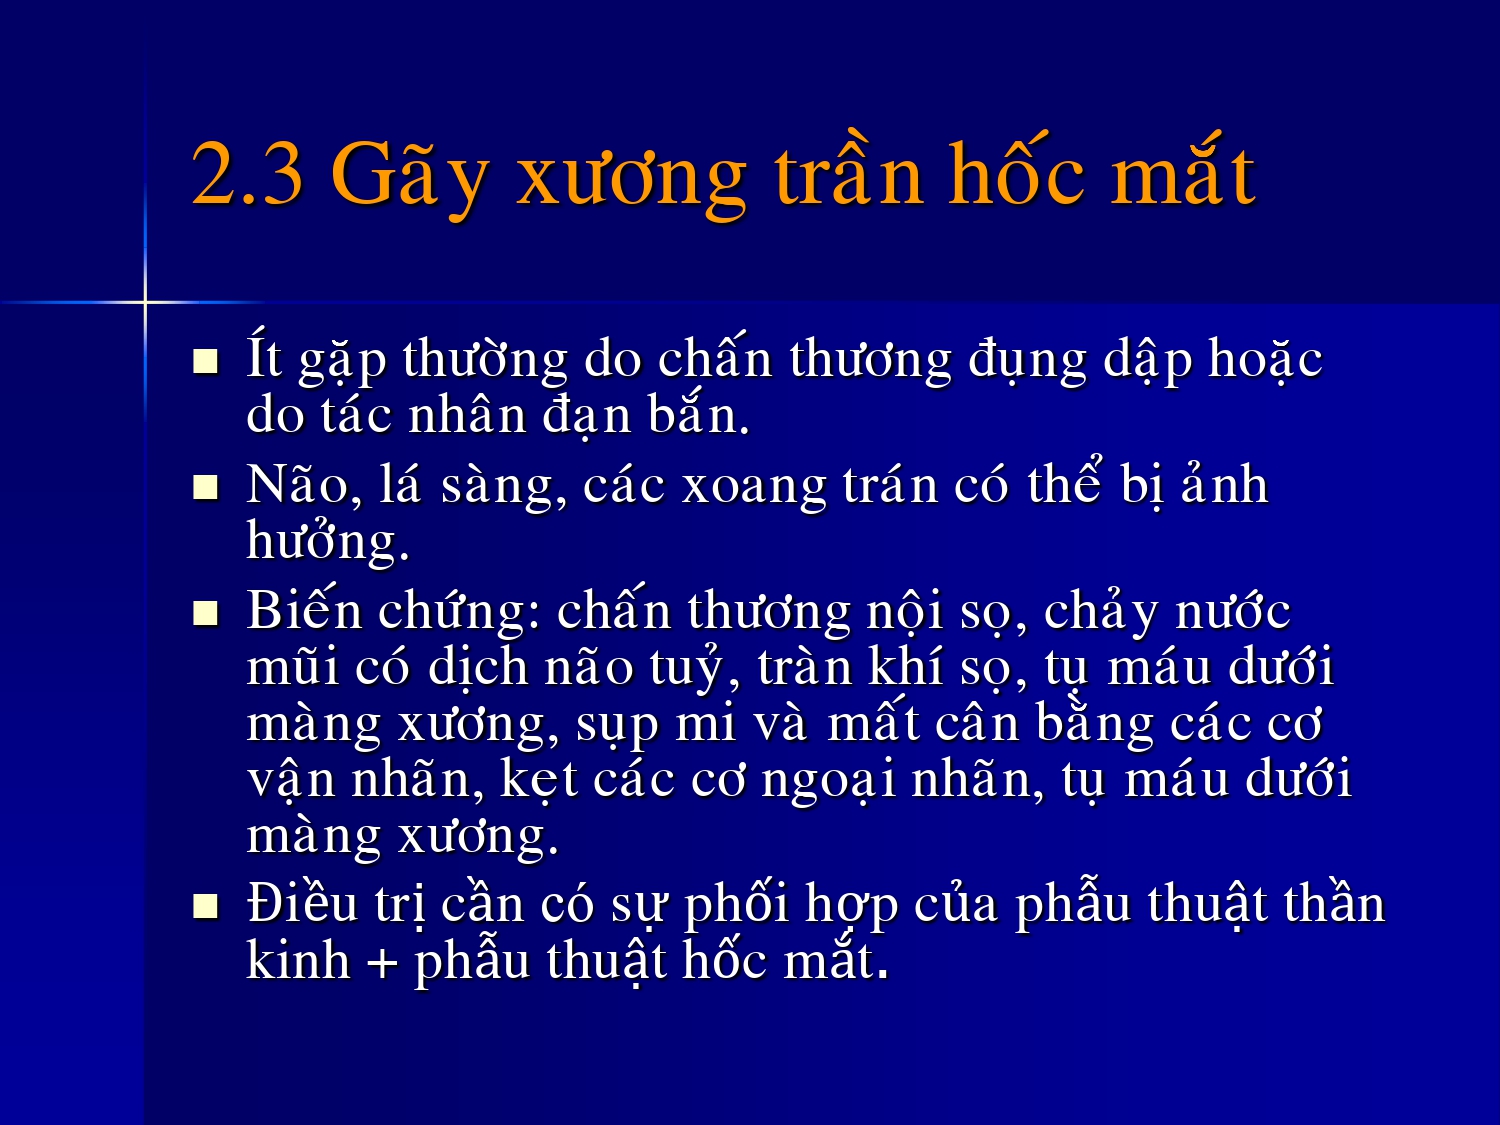 2.3 Gãy xương trần hốc mắt
Ít gặp thường do chấn thương đụng dập hoặc
do tác nhân đạn bắn.
Não, lá sàng, các xoang trán có thể bị ảnh
hưởng.
Biến chứng: chấn thương nội sọ, chảy nước
mũi có dịch não tuỷ, tràn khí sọ, tụ máu dưới
màng xương, sụp mi và mất cân bằng các cơ
vận nhãn, kẹt các cơ ngoại nhãn, tụ máu dưới
màng xương.
Điều trị cần có sự phối hợp của phẫu thuật thần
kinh + phẫu thuật hốc mắt.